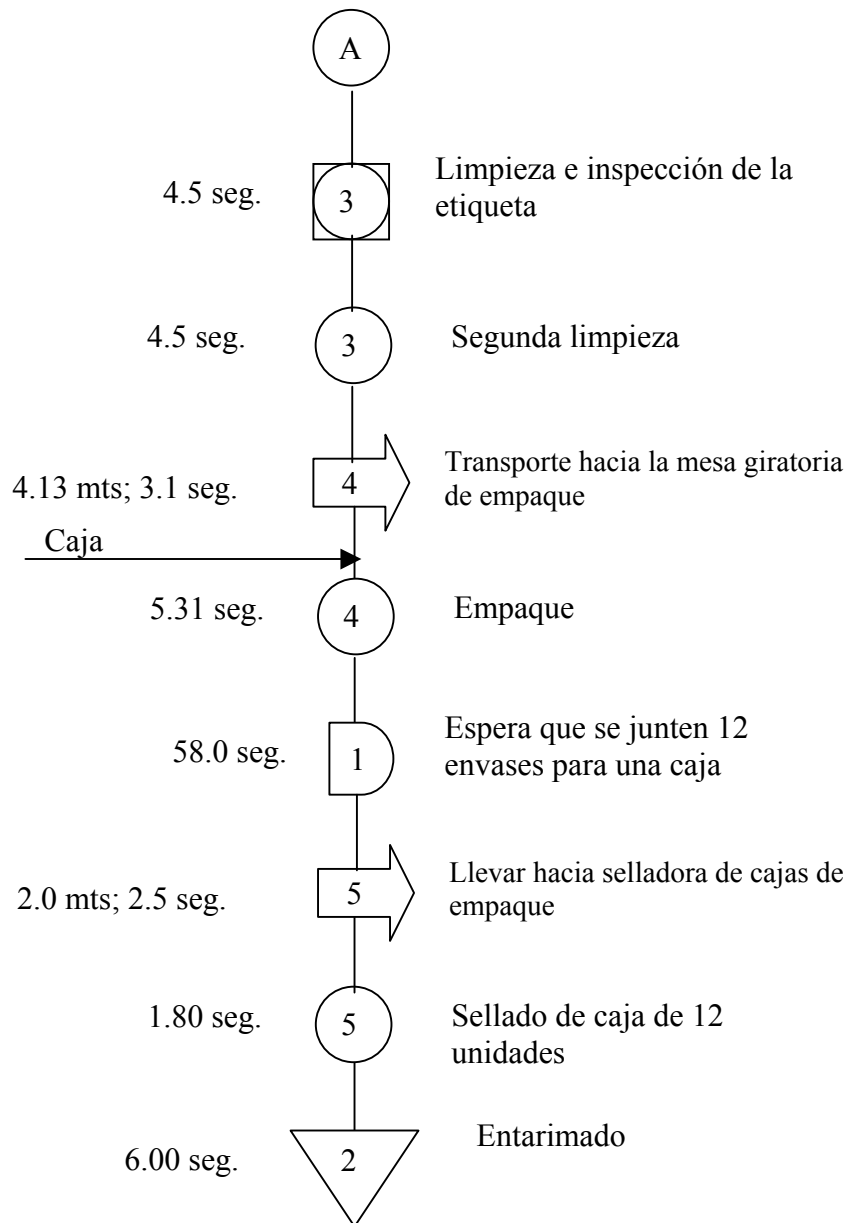 A
4.5 seg.
3
Limpieza e inspección de la
etiqueta
4.5 seg.
3
Segunda limpieza
4.13 mts; 3.1 seg.
4
Transporte hacia la mesa giratoria
de empaque
Caja
5.31 seg.
4
Empaque
58.0 seg.
1
Espera que se junten 12
envases para una caja
2.0 mts; 2.5 seg.
5
Llevar hacia selladora de cajas de
empaque
1.80 seg.
5
Sellado de caja de 12
unidades
6.00 seg.
2
Entarimado